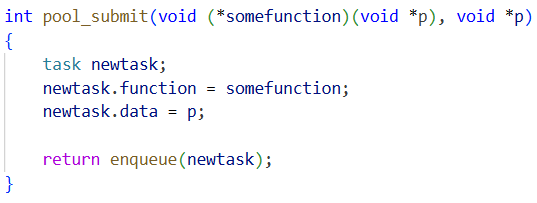 int pool_submit(void (*somefunction)(void *p), void *p)
{
    task newtask;
    newtask.function = somefunction;
    newtask.data = p;

    return enqueue(newtask);
}